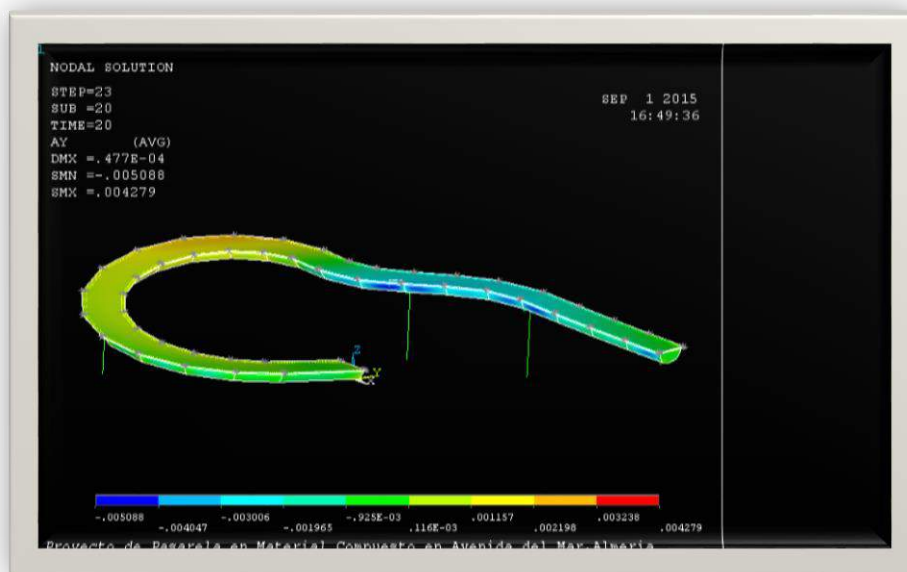 NODAL SOLUTION
STEP=23
SUB =20
TIME=20
AY (AVG)
DMX =.477E-04
SMN =-.005088
SMX =.004279
SEP 1 2015
16:49:36
Z
Y
X
-.005088
-.004047
-.003006
-.001965
-.925E-03
.116E-03
.001157
.002198
.003238
.004279
Proyecto de Pasarela en Material Compuesto en Avenida del Mar,Almeria